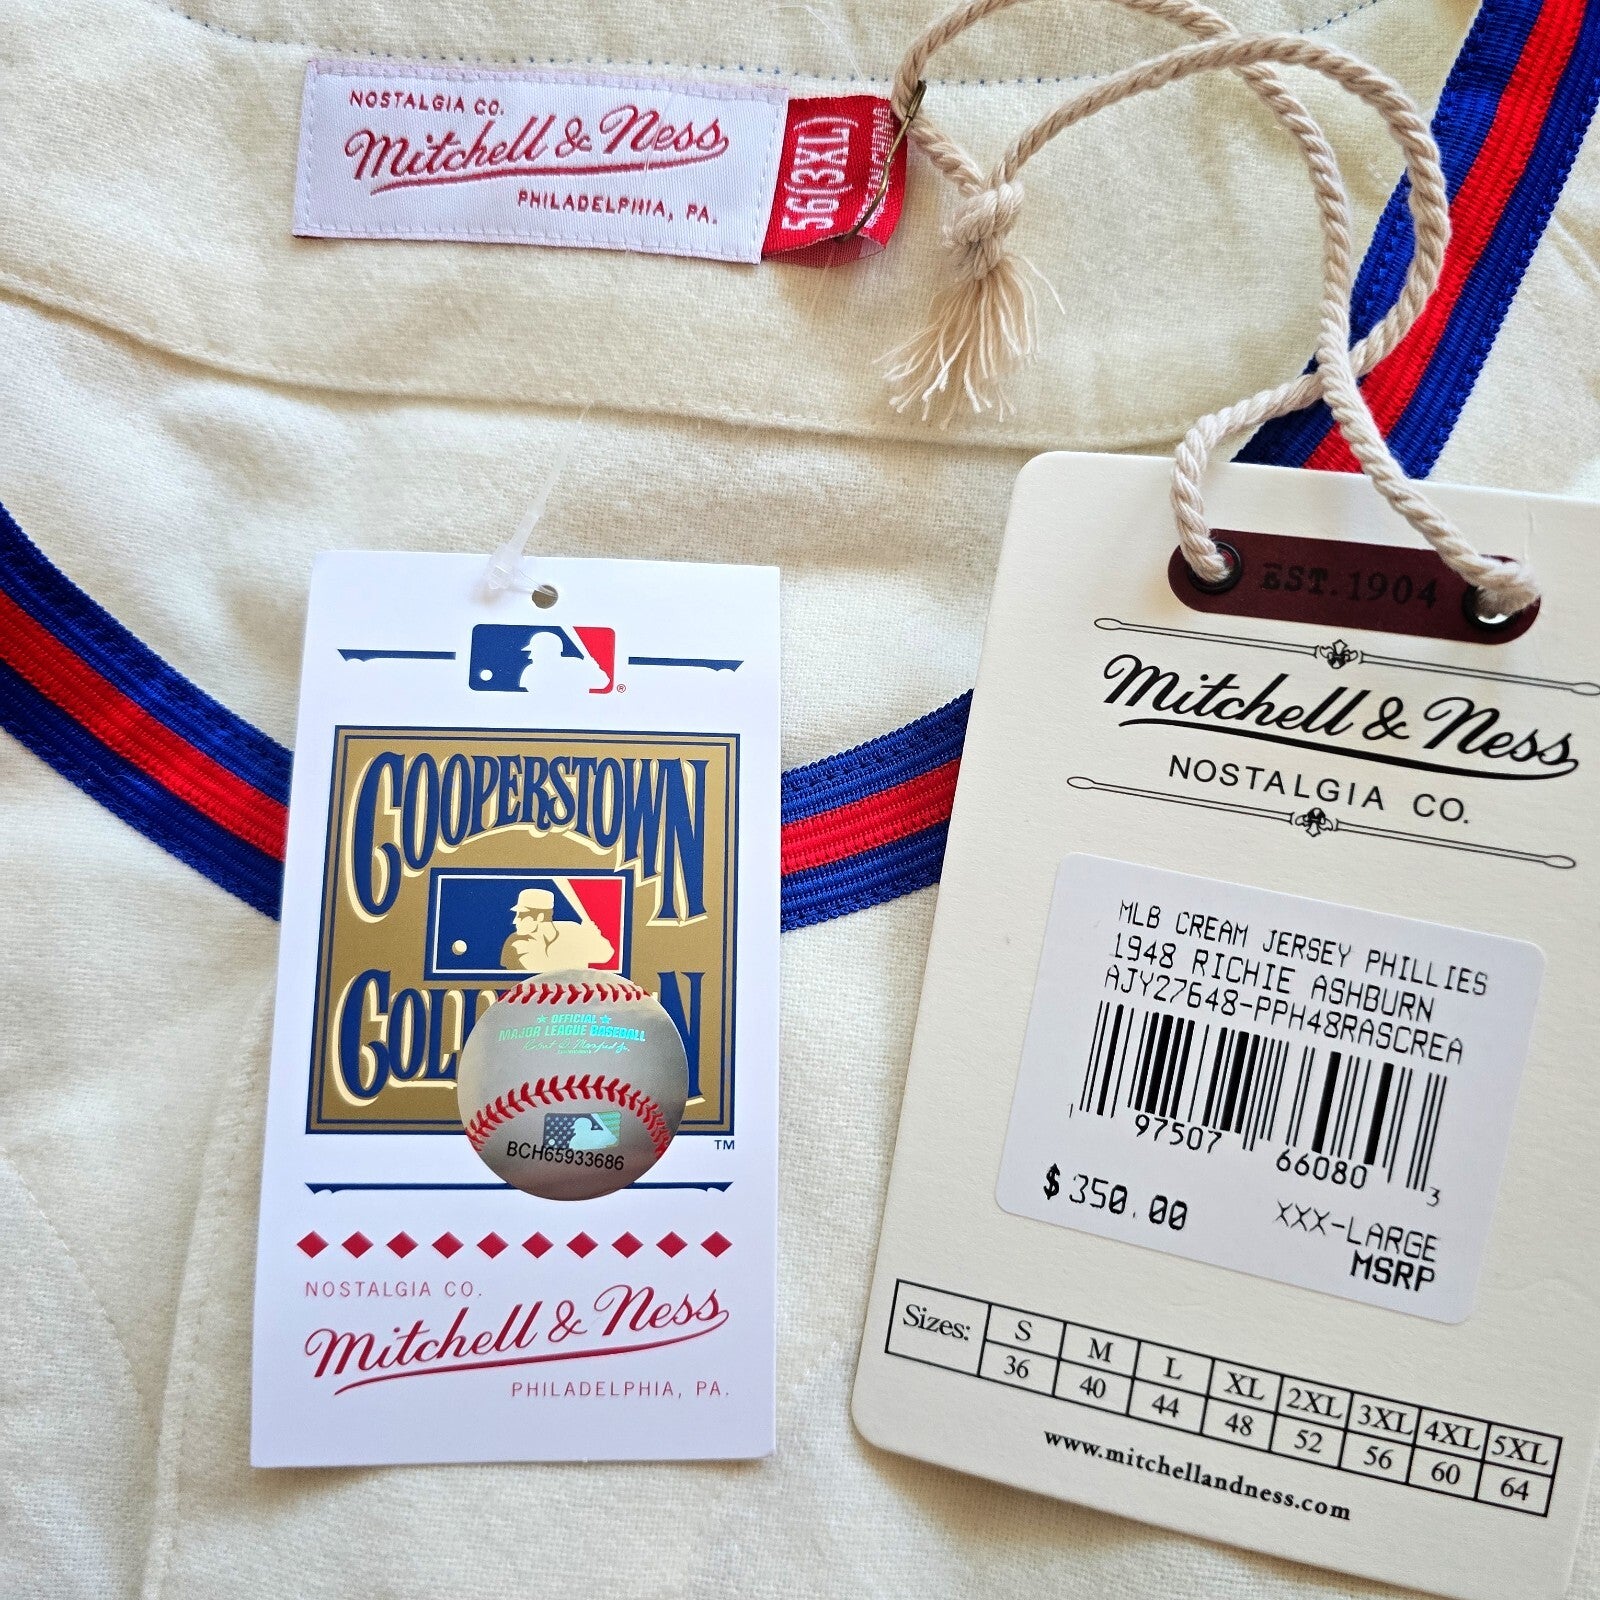 NOSTALGIA CO.
Mitchell & Ness
PHILADELPHIA, PA.
56(3XL)
MADE IN CHINA
EST. 1904
Mitchell & Ness
NOSTALGIA CO.
MLB CREAM JERSEY PHILLIES
1948 RICHIE ASHBURN
AJY27648-PPH48RASCREA
1 97507 66080 3
$350.00 XXX-LARGE
MSRP
Sizes: S M L XL 2XL 3XL 4XL 5XL
36 40 44 48 52 56 60 64
www.mitchellandness.com
®
COOPERSTOWN
COLL N
OFFICIAL
MAJOR LEAGUE BASEBALL
BCH65933686
TM
NOSTALGIA CO.
Mitchell & Ness
PHILADELPHIA, PA.